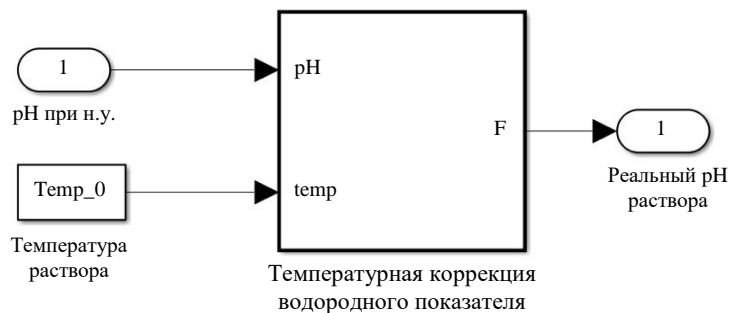 1
pH
pH при н.у.
F
1
Temp_0
temp
Реальный pH
раствора
Температура
раствора
Температурная коррекция
водородного показателя